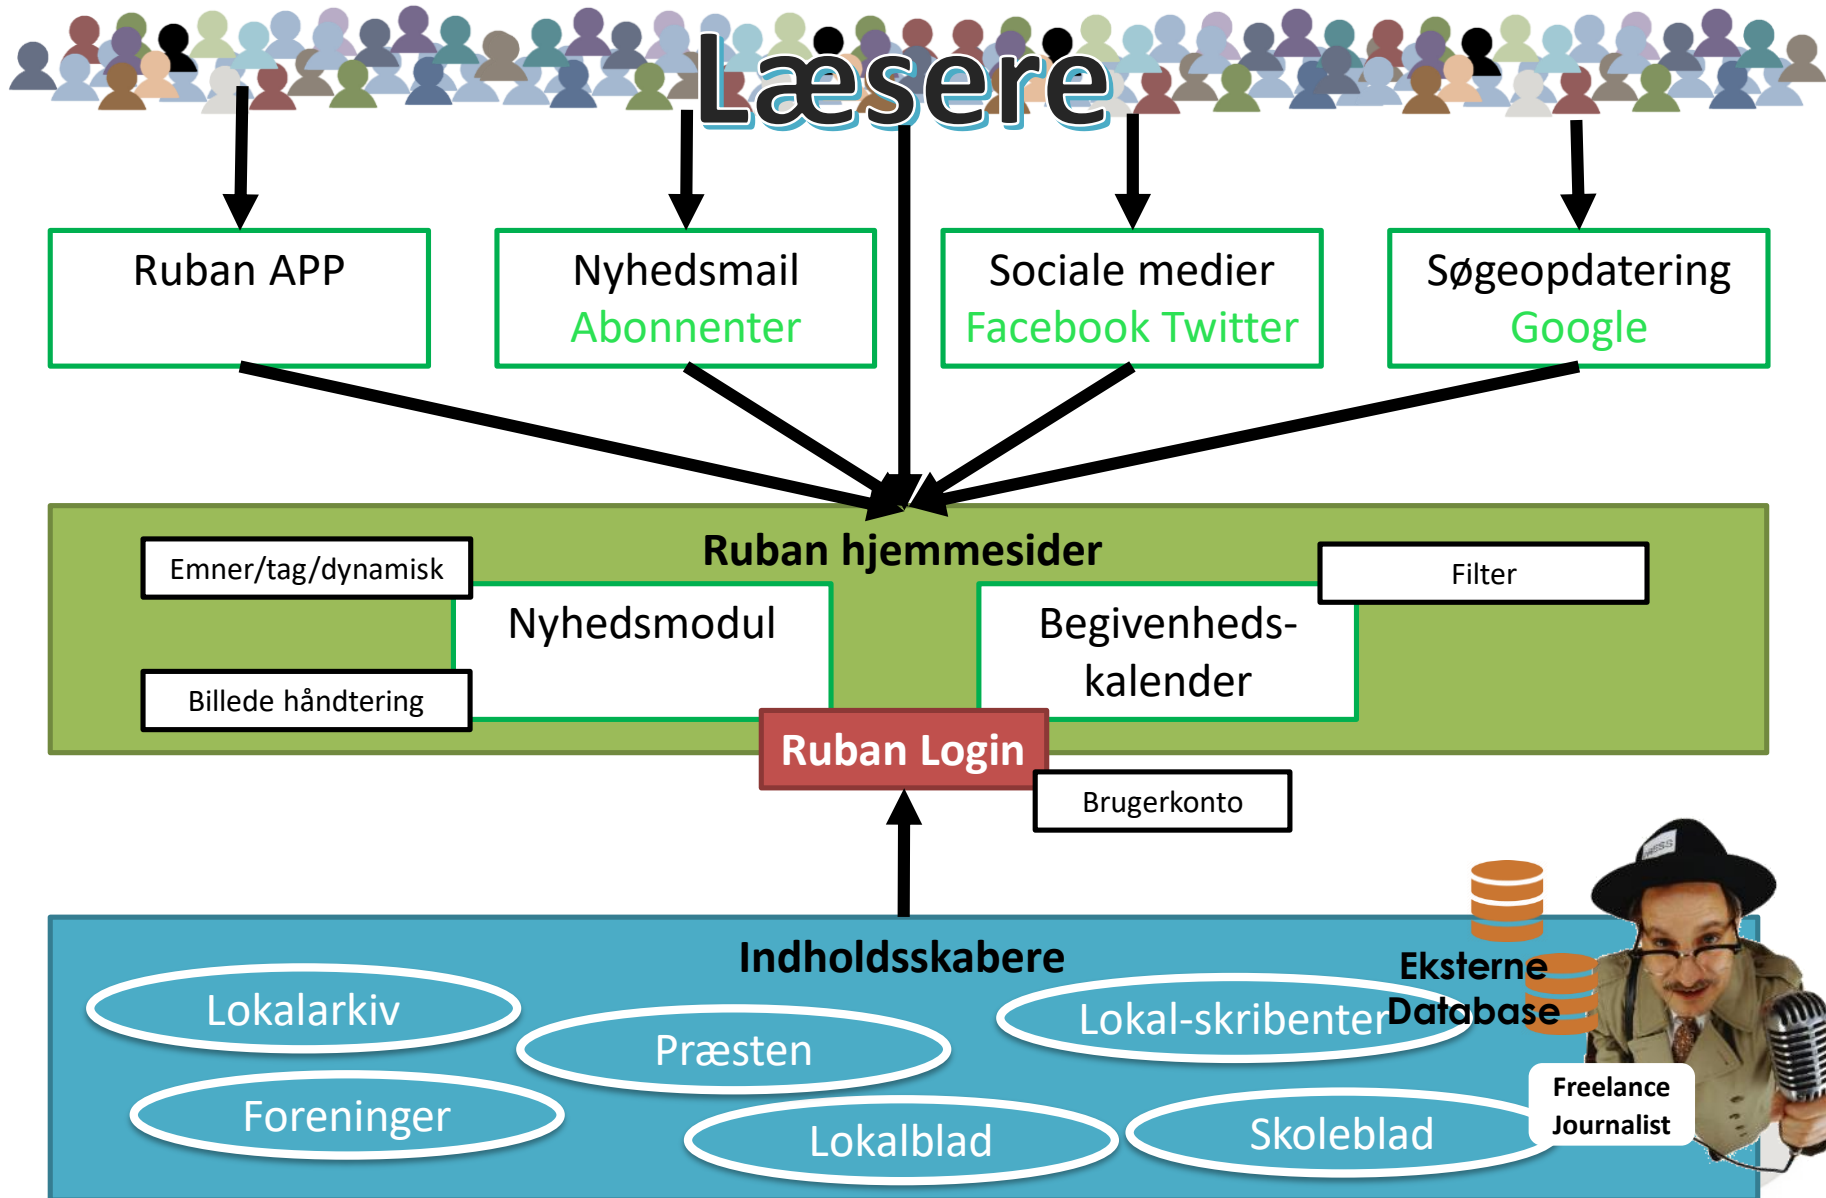 Læsere
Ruban APP
Nyhedsmail
Abonnenter
Sociale medier
Facebook Twitter
Søgeopdatering
Google
Ruban hjemmesider
Emner/tag/dynamisk
Filter
Nyhedsmodul
Begivenheds-
kalender
Billede håndtering
Ruban Login
Brugerkonto
Indholdsskabere
Eksterne
Database
Lokalarkiv
Præsten
Lokal-skribenter
Foreninger
Lokalblad
Skoleblad
Freelance
Journalist